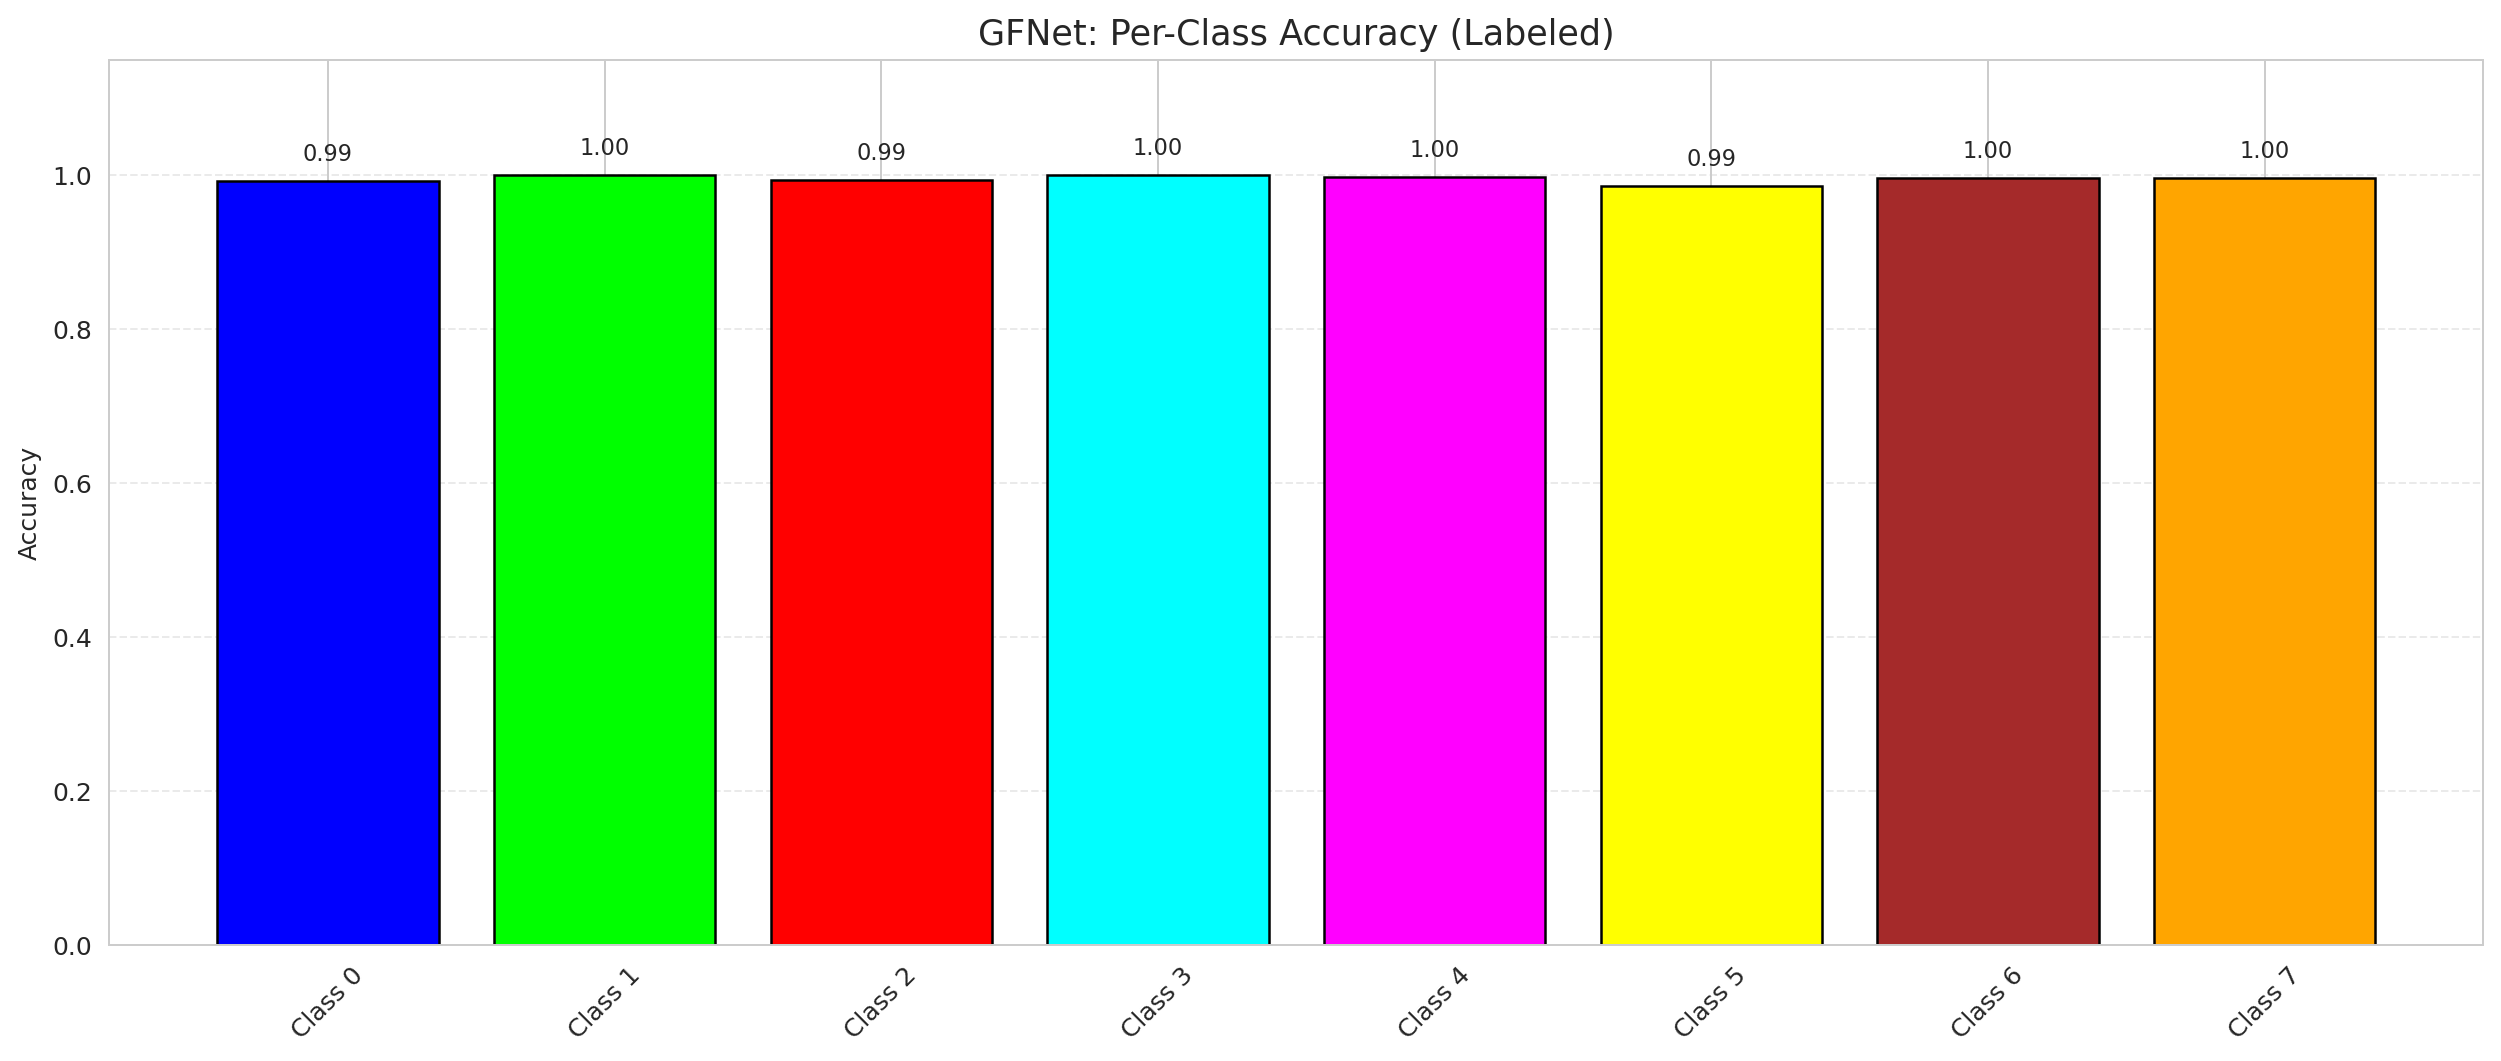 GFNet: Per-Class Accuracy (Labeled)
0.99
1.00
0.99
1.00
1.00
0.99
1.00
1.00
1.0
0.8
0.6
0.4
0.2
0.0
Accuracy
Class 0
Class 1
Class 2
Class 3
Class 4
Class 5
Class 6
Class 7